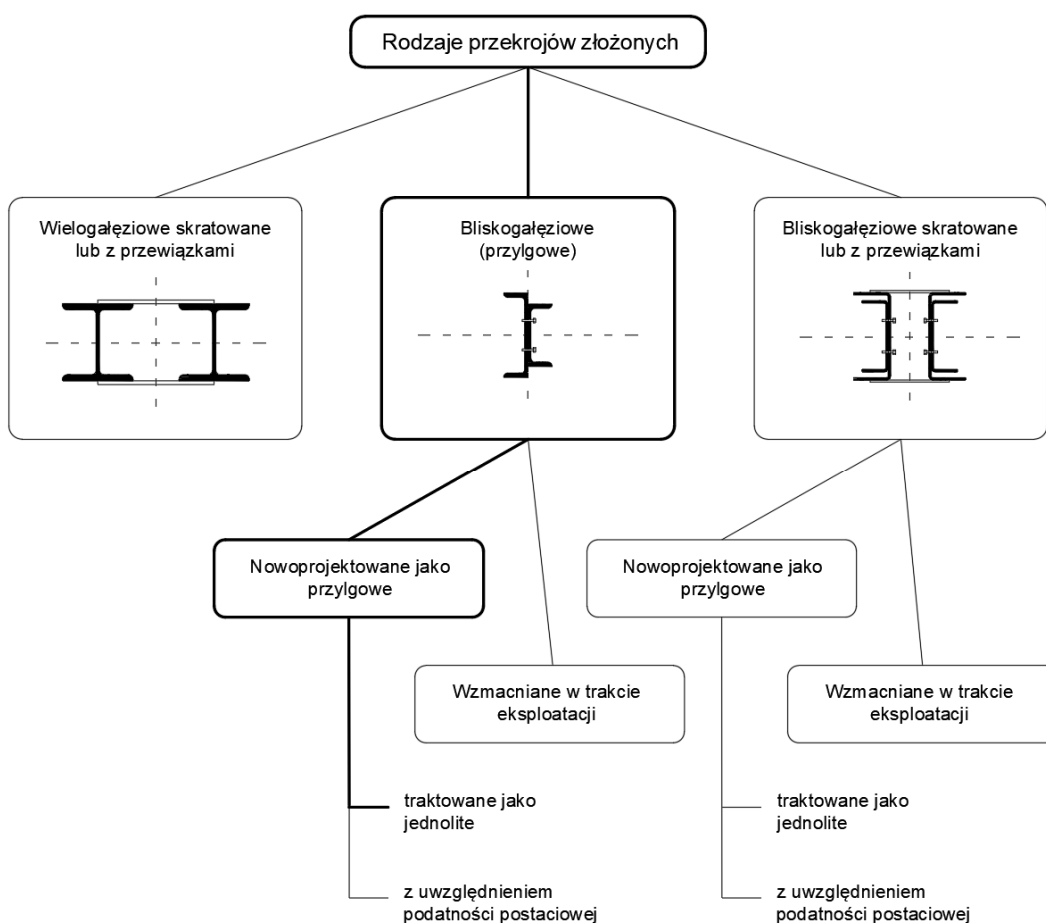 Rodzaje przekrojów złożonych
Wielogałęziowe skratowane
lub z przewiązkami
Bliskogałęziowe
(przylgowe)
Bliskogałęziowe skratowane
lub z przewiązkami
Nowoprojektowane jako
przylgowe
Nowoprojektowane jako
przylgowe
Wzmacniane w trakcie
eksploatacji
Wzmacniane w trakcie
eksploatacji
traktowane jako
jednolite
traktowane jako
jednolite
z uwzględnieniem
podatności postaciowej
z uwzględnieniem
podatności postaciowej